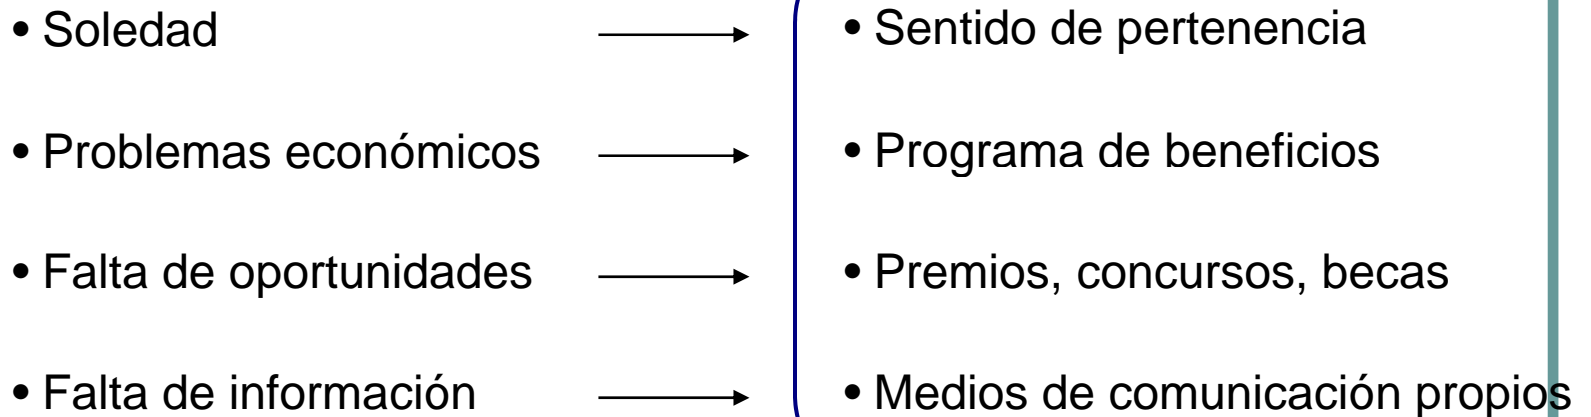 • Soledad • Sentido de pertenencia
• Problemas económicos • Programa de beneficios
• Falta de oportunidades • Premios, concursos, becas
• Falta de información • Medios de comunicación propios